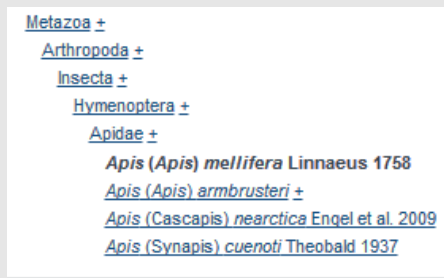 Metazoa +
Arthropoda +
Insecta +
Hymenoptera +
Apidae +
Apis (Apis) mellifera Linnaeus 1758
Apis (Apis) armbrusteri +
Apis (Cascapis) nearctica Engel et al. 2009
Apis (Synapis) cuenoti Theobald 1937